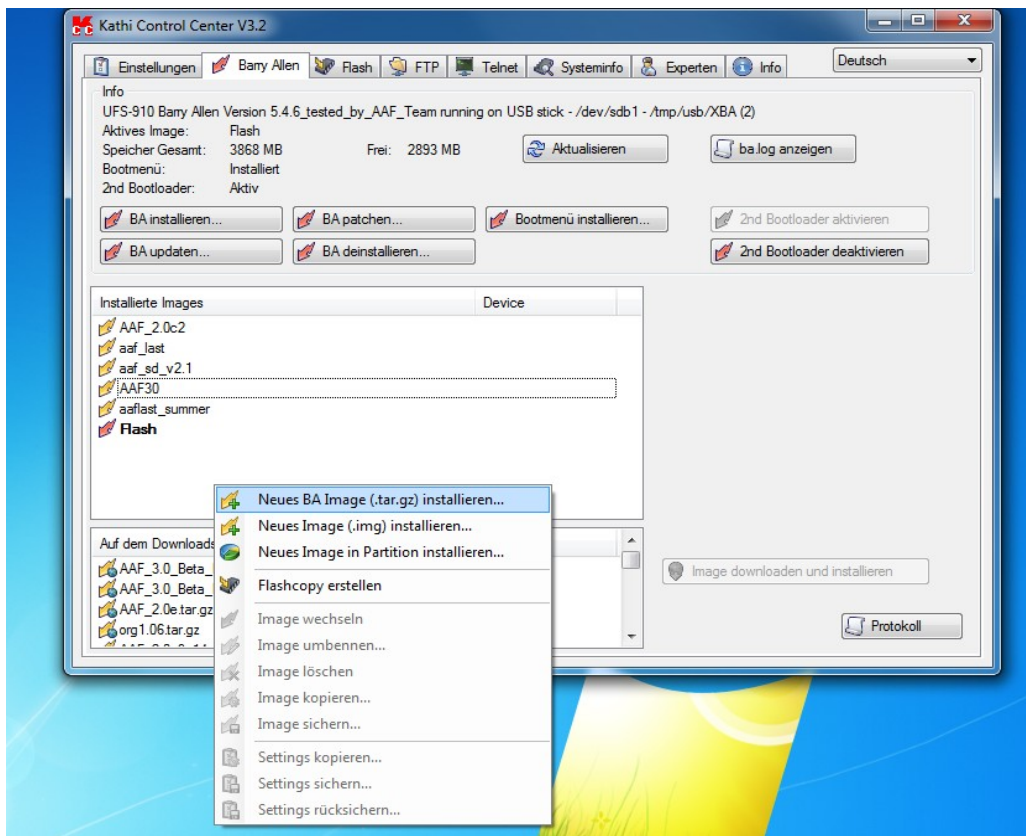 Kathi Control Center V3.2
Einstellungen Barry Allen Flash FTP Telnet Systeminfo Experten Info Deutsch
Info
UFS-910 Barry Allen Version 5.4.6_tested_by_AAF_Team running on USB stick - /dev/sdb1 - /tmp/usb/XBA (2)
Aktives Image: Flash
Speicher Gesamt: 3868 MB Frei: 2893 MB Aktualisieren ba.log anzeigen
Bootmenü: Installiert
2nd Bootloader: Aktiv
BA installieren... BA patchen... Bootmenü installieren... 2nd Bootloader aktivieren
BA updaten... BA deinstallieren... 2nd Bootloader deaktivieren
Installierte Images Device
AAF_2.0c2
aaf_last
aaf_sd_v2.1
AAF30
aaflast_summer
Flash
Neues BA Image (.tar.gz) installieren...
Neues Image (.img) installieren...
Neues Image in Partition installieren...
Flashcopy erstellen
Image wechseln
Image umbennen...
Image löschen
Image kopieren...
Image sichern...
Settings kopieren...
Settings sichern...
Settings rücksichern...
Auf dem Downloads
AAF_3.0_Beta_
AAF_3.0_Beta_
AAF_2.0e.tar.gz
org1.06.tar.gz
Image downloaden und installieren
Protokoll